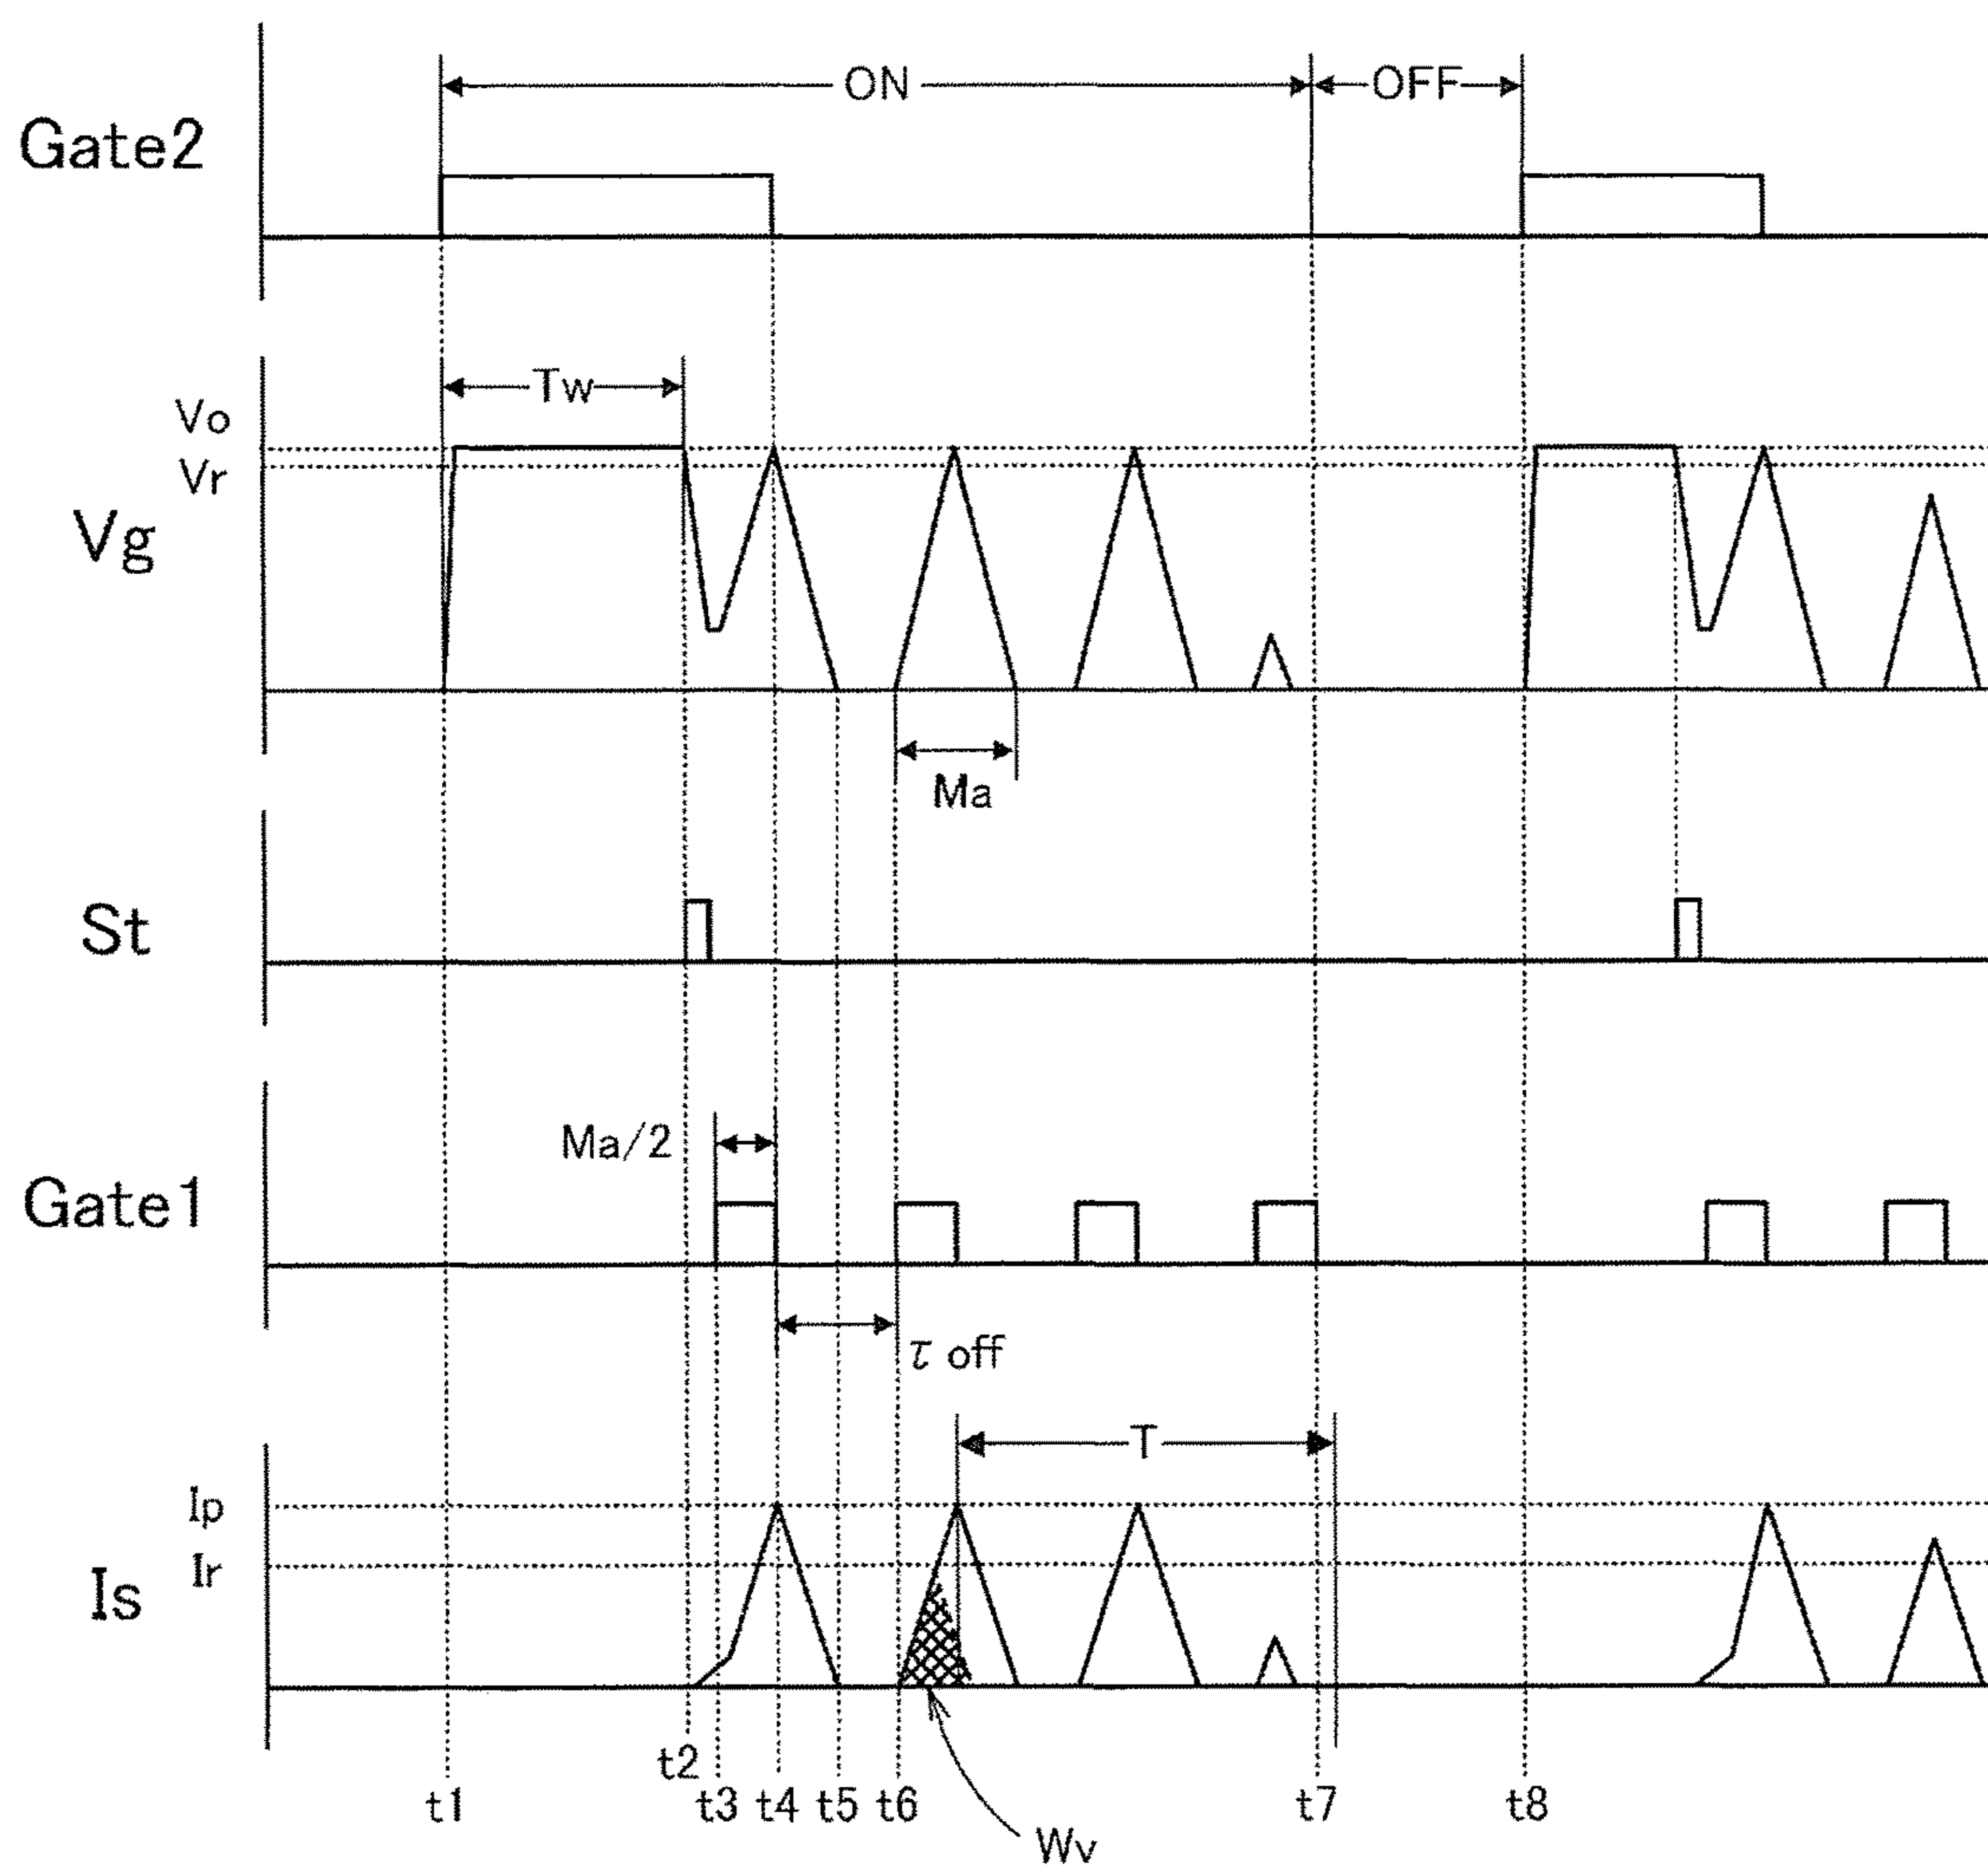 ON
OFF
Gate2
Tw
Vo
Vr
Vg
Ma
St
Ma/2
Gate1
τ off
T
Ip
Ir
Is
t2
t1
t3
t4
t5
t6
t7
t8
Wv